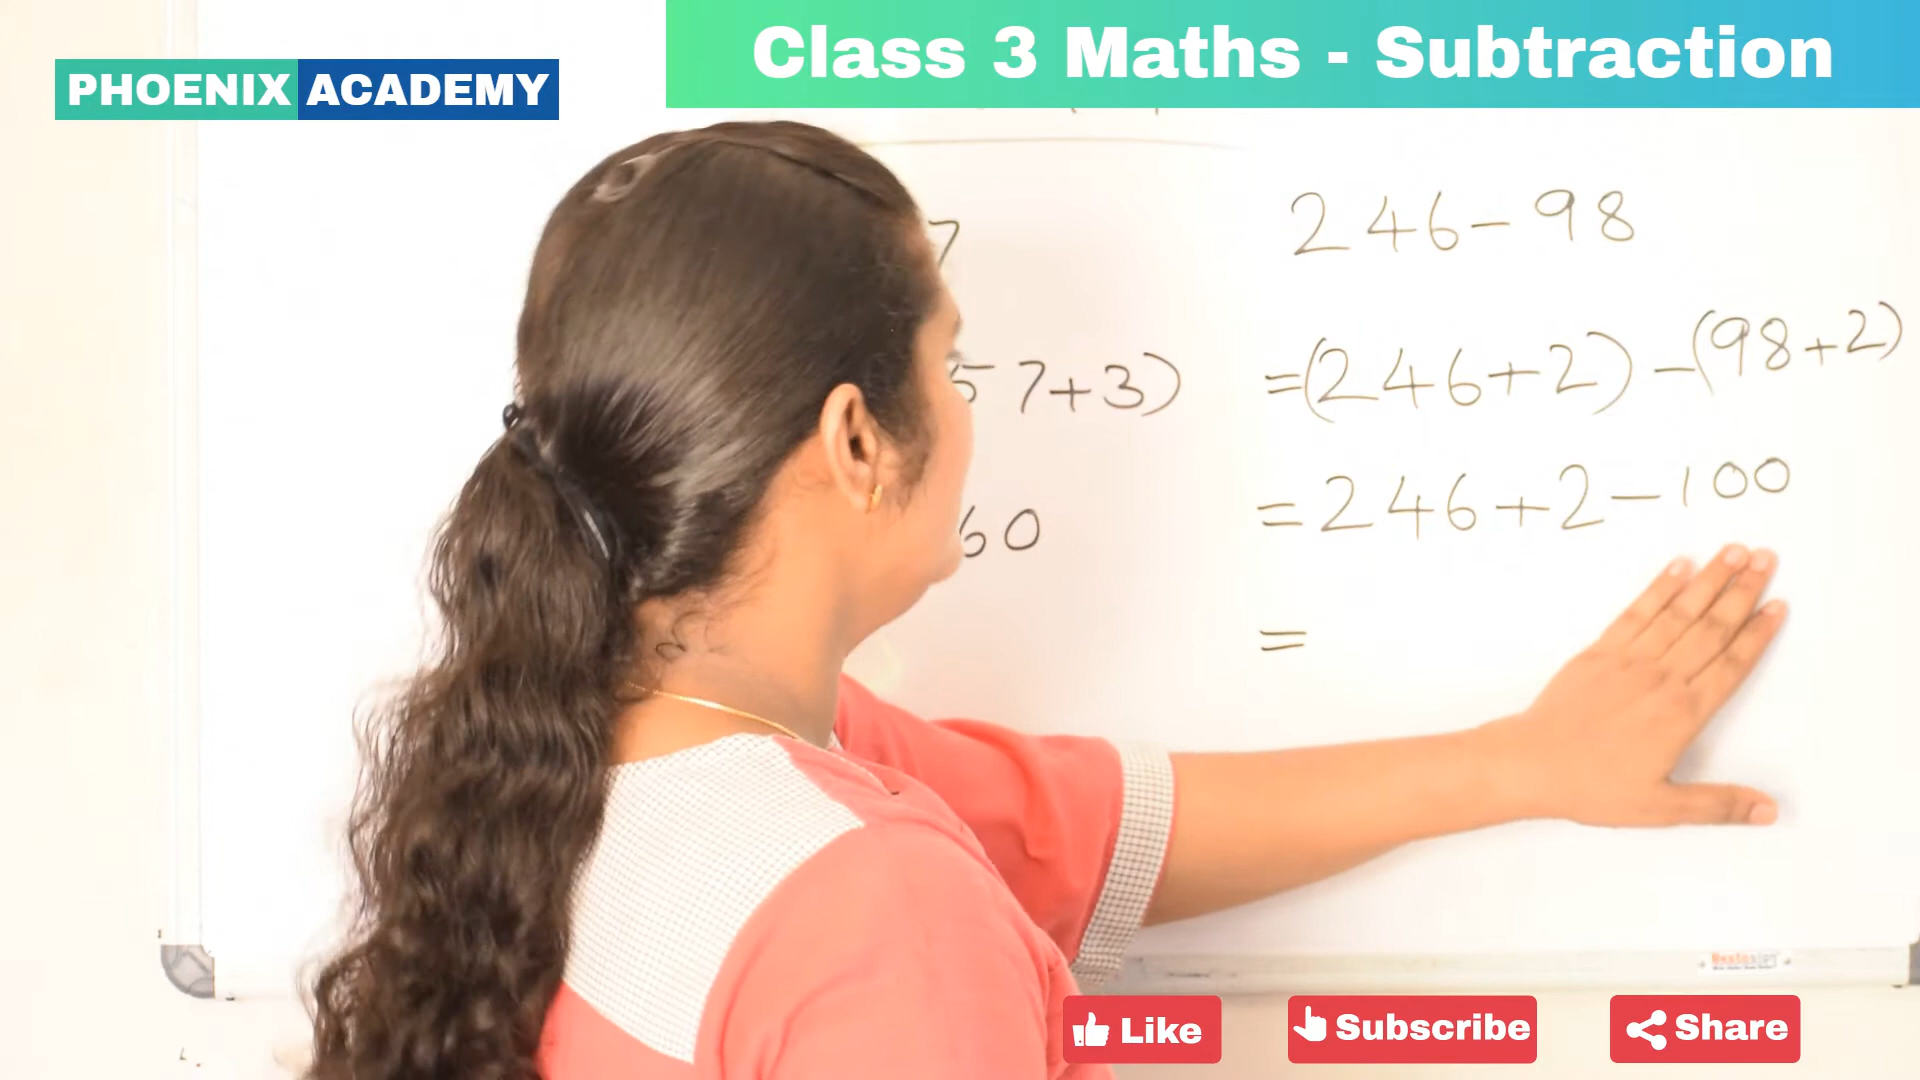 PHOENIX ACADEMY
Class 3 Maths - Subtraction
7
57+3)
60
246-98
=(246+2)-(98+2)
=246+2-100
=
Like
Subscribe
Share